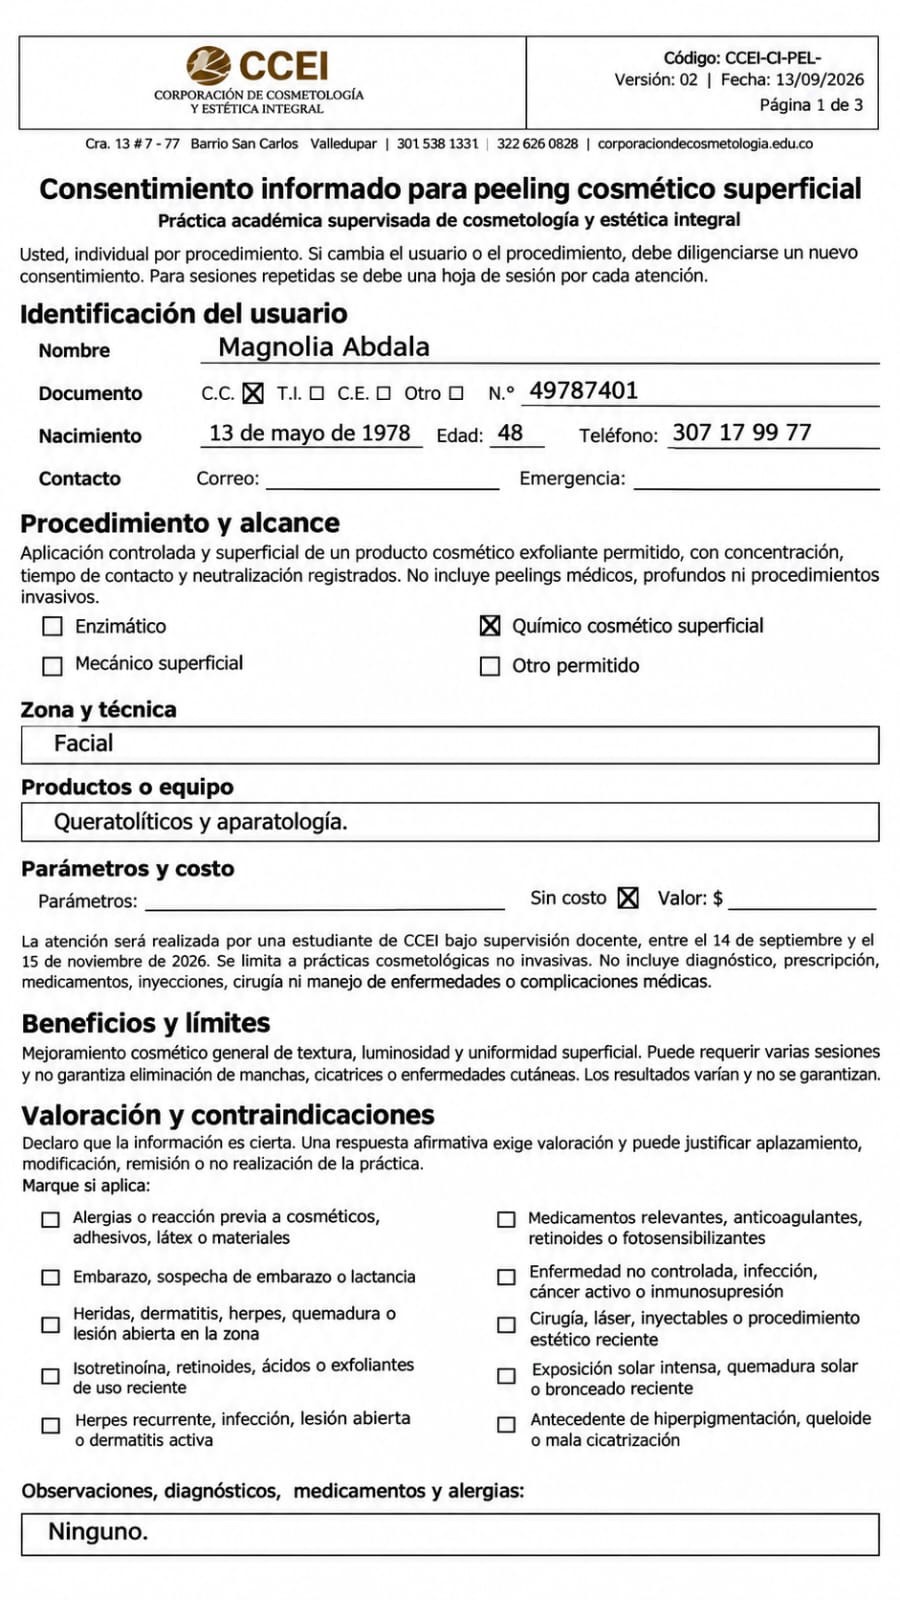 CCEI
CORPORACIÓN DE COSMETOLOGÍA
Y ESTÉTICA INTEGRAL
Código: CCEI-CI-PEL-
Versión: 02 | Fecha: 13/09/2026
Página 1 de 3
Cra. 13 # 7 - 77 Barrio San Carlos Valledupar | 301 538 1331 | 322 626 0828 | corporaciondecosmetologia.edu.co
Consentimiento informado para peeling cosmético superficial
Práctica académica supervisada de cosmetología y estética integral
Usted, individual por procedimiento. Si cambia el usuario o el procedimiento, debe diligenciarse un nuevo
consentimiento. Para sesiones repetidas se debe una hoja de sesión por cada atención.
Identificación del usuario
Nombre Magnolia Abdala
Documento C.C. ☒ T.I. ☐ C.E. ☐ Otro ☐ N.º 49787401
Nacimiento 13 de mayo de 1978 Edad: 48 Teléfono: 307 17 99 77
Contacto Correo: Emergencia:
Procedimiento y alcance
Aplicación controlada y superficial de un producto cosmético exfoliante permitido, con concentración,
tiempo de contacto y neutralización registrados. No incluye peelings médicos, profundos ni procedimientos
invasivos.
☐ Enzimático ☒ Químico cosmético superficial
☐ Mecánico superficial ☐ Otro permitido
Zona y técnica
Facial
Productos o equipo
Queratolíticos y aparatología.
Parámetros y costo
Parámetros: Sin costo ☒ Valor: $
La atención será realizada por una estudiante de CCEI bajo supervisión docente, entre el 14 de septiembre y el
15 de noviembre de 2026. Se limita a prácticas cosmetológicas no invasivas. No incluye diagnóstico, prescripción,
medicamentos, inyecciones, cirugía ni manejo de enfermedades o complicaciones médicas.
Beneficios y límites
Mejoramiento cosmético general de textura, luminosidad y uniformidad superficial. Puede requerir varias sesiones
y no garantiza eliminación de manchas, cicatrices o enfermedades cutáneas. Los resultados varían y no se garantizan.
Valoración y contraindicaciones
Declaro que la información es cierta. Una respuesta afirmativa exige valoración y puede justificar aplazamiento,
modificación, remisión o no realización de la práctica.
Marque si aplica:
☐ Alergias o reacción previa a cosméticos,
adhesivos, látex o materiales
☐ Medicamentos relevantes, anticoagulantes,
retinoides o fotosensibilizantes
☐ Embarazo, sospecha de embarazo o lactancia
☐ Enfermedad no controlada, infección,
cáncer activo o inmunosupresión
☐ Heridas, dermatitis, herpes, quemadura o
lesión abierta en la zona
☐ Cirugía, láser, inyectables o procedimiento
estético reciente
☐ Isotretinoína, retinoides, ácidos o exfoliantes
de uso reciente
☐ Exposición solar intensa, quemadura solar
o bronceado reciente
☐ Herpes recurrente, infección, lesión abierta
o dermatitis activa
☐ Antecedente de hiperpigmentación, queloide
o mala cicatrización
Observaciones, diagnósticos, medicamentos y alergias:
Ninguno.